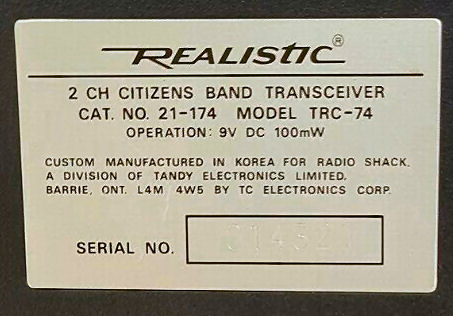 REALISTIC®
2 CH CITIZENS BAND TRANSCEIVER
CAT. NO. 21-174 MODEL TRC-74
OPERATION: 9V DC 100mW
CUSTOM MANUFACTURED IN KOREA FOR RADIO SHACK,
A DIVISION OF TANDY ELECTRONICS LIMITED.
BARRIE, ONT. L4M 4W5 BY TC ELECTRONICS CORP.
SERIAL NO.